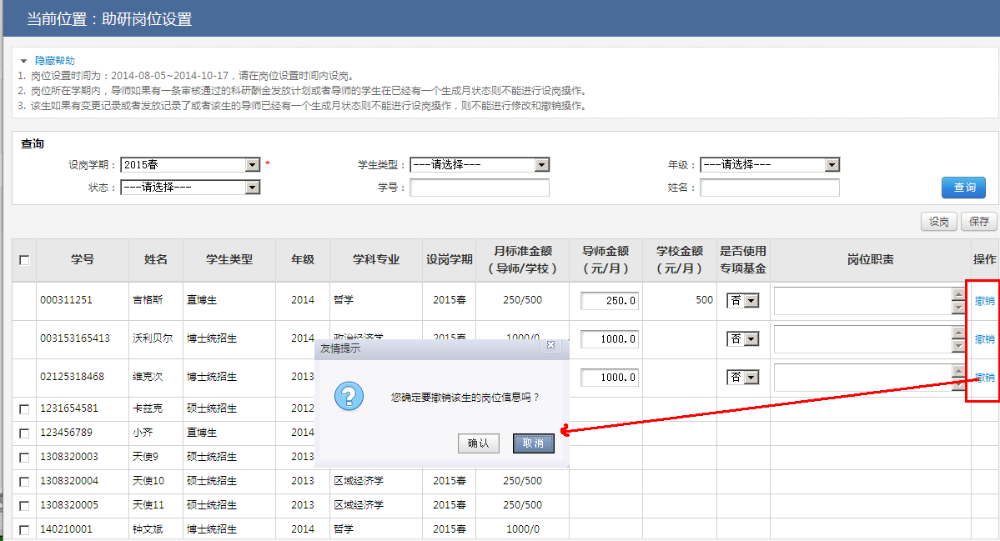 当前位置：助研岗位设置
隐藏帮助
1. 岗位设置时间为：2014-08-05~2014-10-17，请在岗位设置时间内设岗。
2. 岗位所在学期内，导师如果有一条审核通过的科研酬金发放计划或者导师的学生在已经有一个生成月状态则不能进行设岗操作。
3. 该生如果有变更记录或者发放记录了或者该生的导师已经有一个生成月状态则不能进行设岗操作，则不能进行修改和撤销操作。
查询
设岗学期： 2015春 * 学生类型： ---请选择--- 年级： ---请选择---
状态： ---请选择--- 学号： 姓名： 查询
设岗 保存
学号 姓名 学生类型 年级 学科专业 设岗学期 月标准金额（导师/学校） 导师金额（元/月） 学校金额（元/月） 是否使用专项基金 岗位职责 操作
000311251 吉格斯 直博生 2014 哲学 2015春 250/500 250.0 500 否 撤销
003153165413 沃利贝尔 博士统招生 2014 政治经济学 2015春 1000/0 1000.0 否 撤销
02125318468 维克次 博士统招生 2013 1000.0 否 撤销
1231654581 卡兹克 硕士统招生 2012
123456789 小齐 直博生 2014
1308320003 天使9 硕士统招生 2013
1308320004 天使10 硕士统招生 2013 区域经济学 2015春 250/500
1308320005 天使11 硕士统招生 2013 区域经济学 2015春 250/500
140210001 钟文斌 博士统招生 2014 哲学 2015春 1000/0
友情提示
您确定要撤销该生的岗位信息吗？
确认 取消